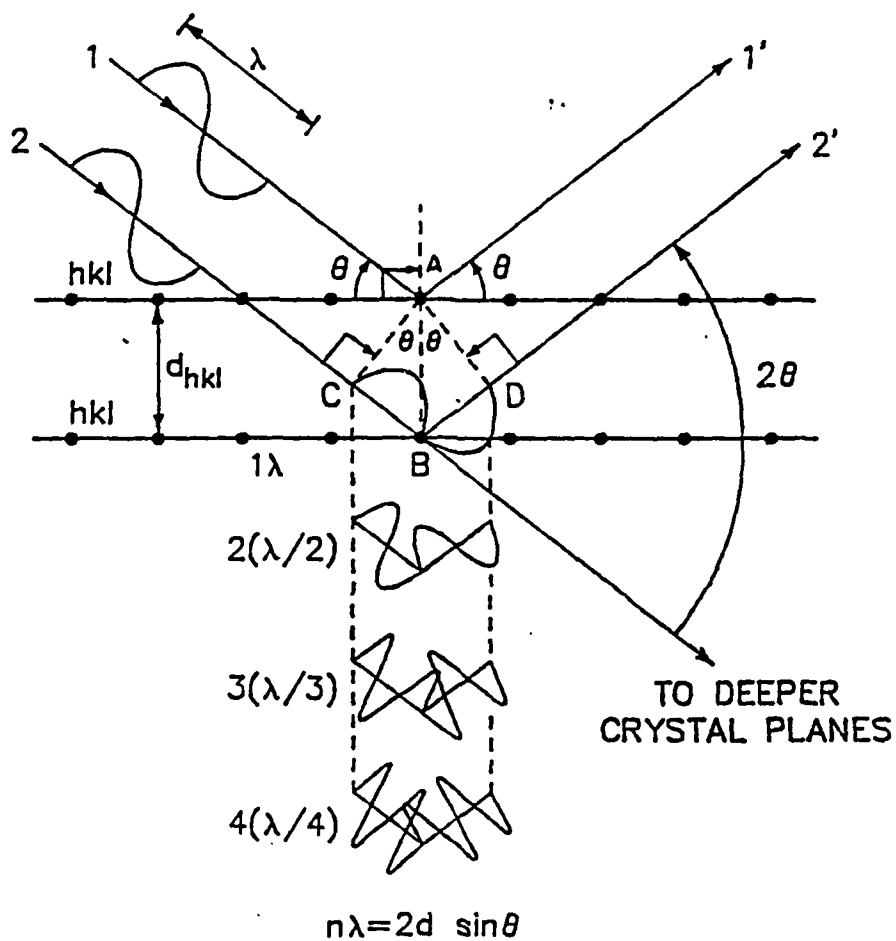 1
λ
1'
2
2'
θ
A
θ
hkl
d_hkl
θ
θ
2θ
C
D
hkl
1λ
B
2(λ/2)
3(λ/3)
TO DEEPER
CRYSTAL PLANES
4(λ/4)
nλ=2d sinθ